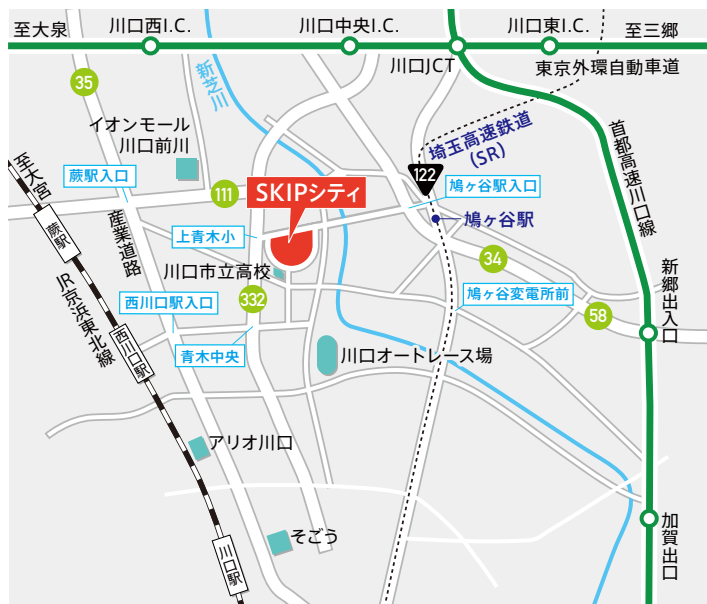 至大泉
川口西I.C.
川口中央I.C.
川口東I.C.
至三郷
川口JCT
東京外環自動車道
35
新芝川
イオンモール
川口前川
埼玉高速鉄道
(SR)
首都高速川口線
至大宮
蕨駅入口
122
111
SKIPシティ
鳩ヶ谷駅入口
蕨駅
産業道路
上青木小
鳩ヶ谷駅
34
川口市立高校
新郷出入口
JR京浜東北線
西川口駅入口
332
鳩ヶ谷変電所前
58
西川口駅
青木中央
川口オートレース場
アリオ川口
そごう
加賀出口
川口駅